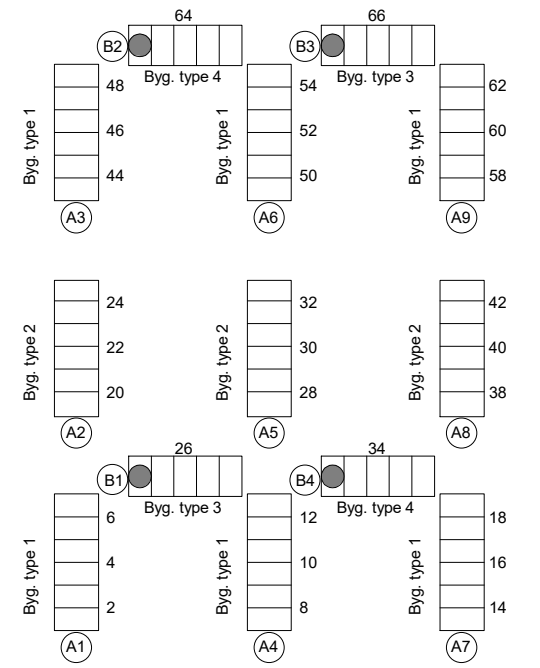 64 66
B2 B3
Byg. type 4 Byg. type 3
Byg. type 1 48 46 44
Byg. type 1 54 52 50
Byg. type 1 62 60 58
A3 A6 A9
Byg. type 2 24 22 20
Byg. type 2 32 30 28
Byg. type 2 42 40 38
A2 A5 A8
26 34
B1 B4
Byg. type 3 Byg. type 4
Byg. type 1 6 4 2
Byg. type 1 12 10 8
Byg. type 1 18 16 14
A1 A4 A7